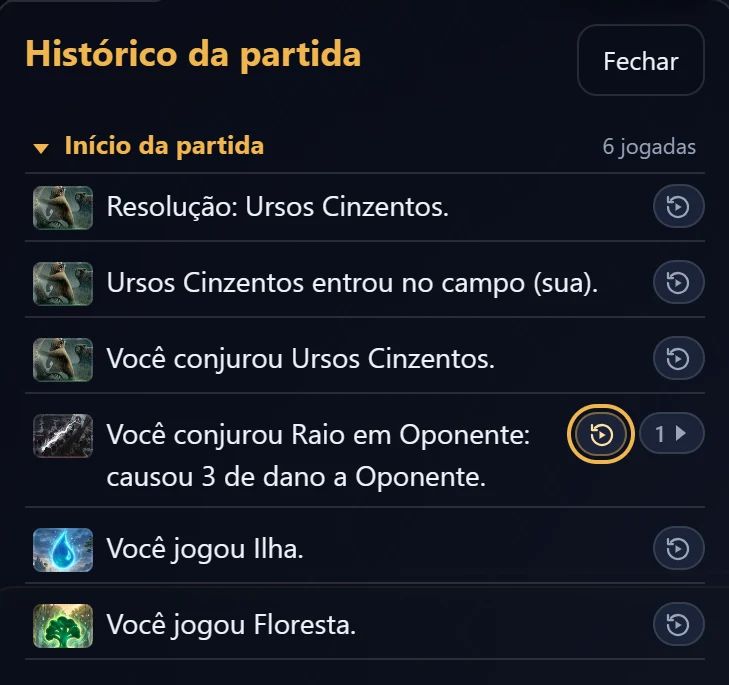 Histórico da partida
Fechar
Início da partida
6 jogadas
Resolução: Ursos Cinzentos.
Ursos Cinzentos entrou no campo (sua).
Você conjurou Ursos Cinzentos.
Você conjurou Raio em Oponente:
causou 3 de dano a Oponente.
1
Você jogou Ilha.
Você jogou Floresta.